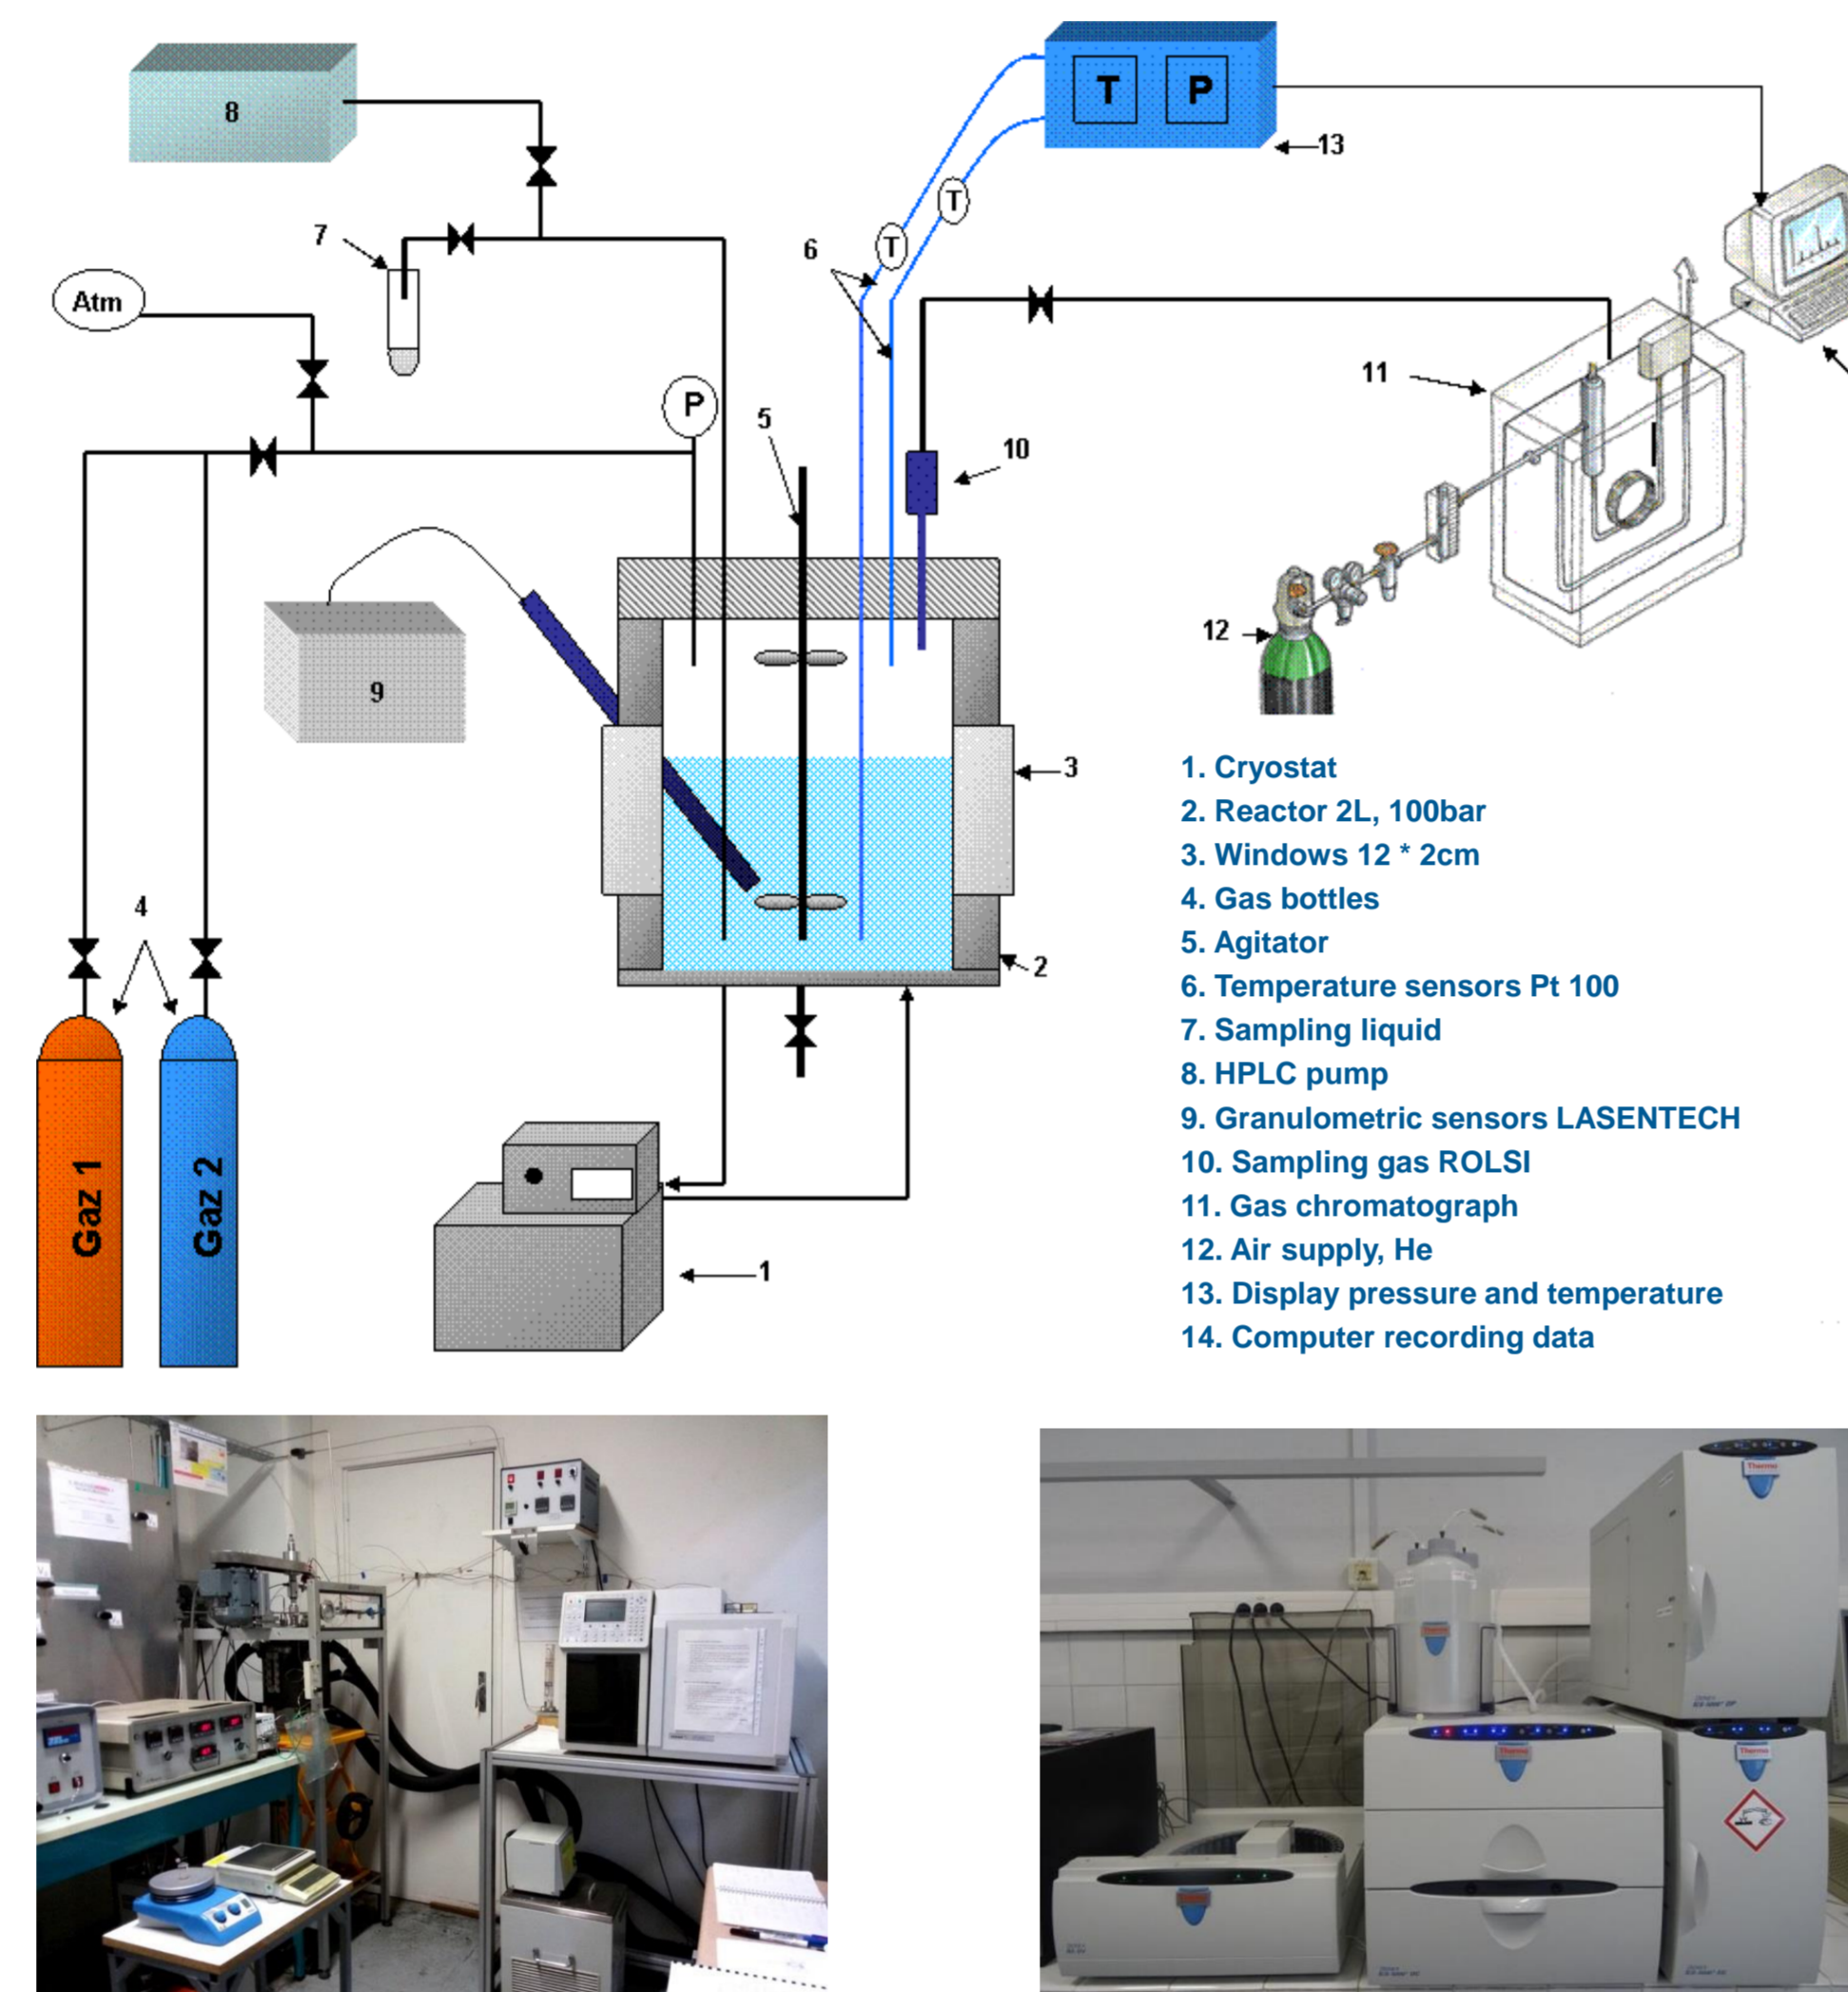 8
T P
13
T
T
7
6
Atm
P
5
10
11
9
12
3
4
2
Gaz 1
Gaz 2
1
1. Cryostat
2. Reactor 2L, 100bar
3. Windows 12 * 2cm
4. Gas bottles
5. Agitator
6. Temperature sensors Pt 100
7. Sampling liquid
8. HPLC pump
9. Granulometric sensors LASENTECH
10. Sampling gas ROLSI
11. Gas chromatograph
12. Air supply, He
13. Display pressure and temperature
14. Computer recording data
Thermo
Thermo
Thermo